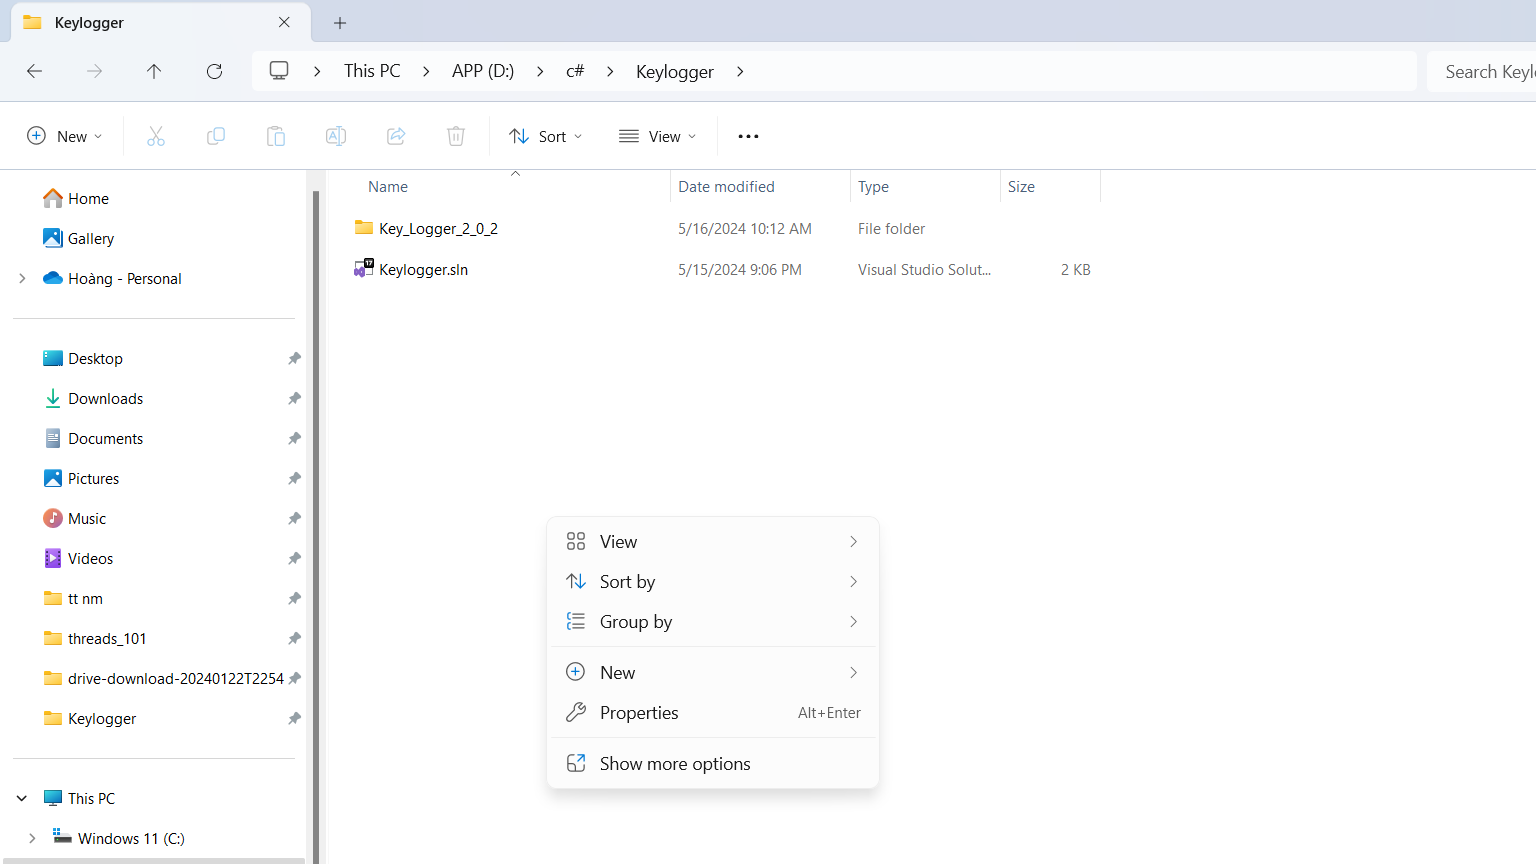 Keylogger
This PC
APP (D:)
c#
Keylogger
Search Keyl
New
Sort
View
Name
Date modified
Type
Size
Home
Gallery
Hoàng - Personal
Desktop
Downloads
Documents
Pictures
Music
Videos
tt nm
threads_101
drive-download-20240122T2254
Keylogger
This PC
Windows 11 (C:)
Key_Logger_2_0_2 5/16/2024 10:12 AM File folder
Keylogger.sln 5/15/2024 9:06 PM Visual Studio Solut... 2 KB
View
Sort by
Group by
New
Properties Alt+Enter
Show more options